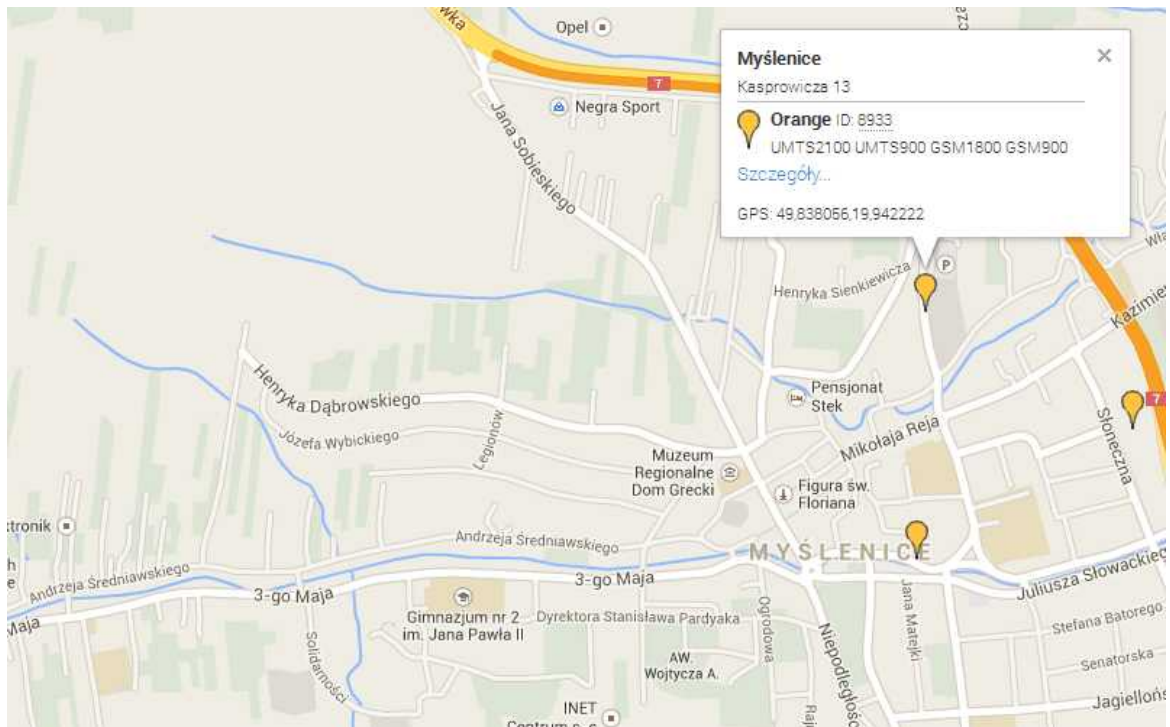 Opel
Myślenice
Kasprowicza 13
Orange ID: 8933
UMTS2100 UMTS900 GSM1800 GSM900
Szczegóły...
GPS: 49,838056,19,942222
7
Negra Sport
Jana Sobieskiego
Henryka Sienkiewicza
P
Pensjonat
Stek
Henryka Dąbrowskiego
Józefa Wybickiego
Legionów
Mikołaja Reja
7
Słoneczna
Muzeum
Regionalne
Dom Grecki
Figura św.
Floriana
Andrzeja Średniawskiego
MYŚLENICE
Andrzeja Średniawskiego
3-go Maja
3-go Maja
Maja
Juliusza Słowackiego
Gimnazjum nr 2
im. Jana Pawła II
Dyrektora Stanisława Pardyaka
Ogrodowa
Jana Matejki
Stefana Batorego
Solidarności
Niepodległości
AW.
Wojtycza A.
Senatorska
INET
Jagiellońs